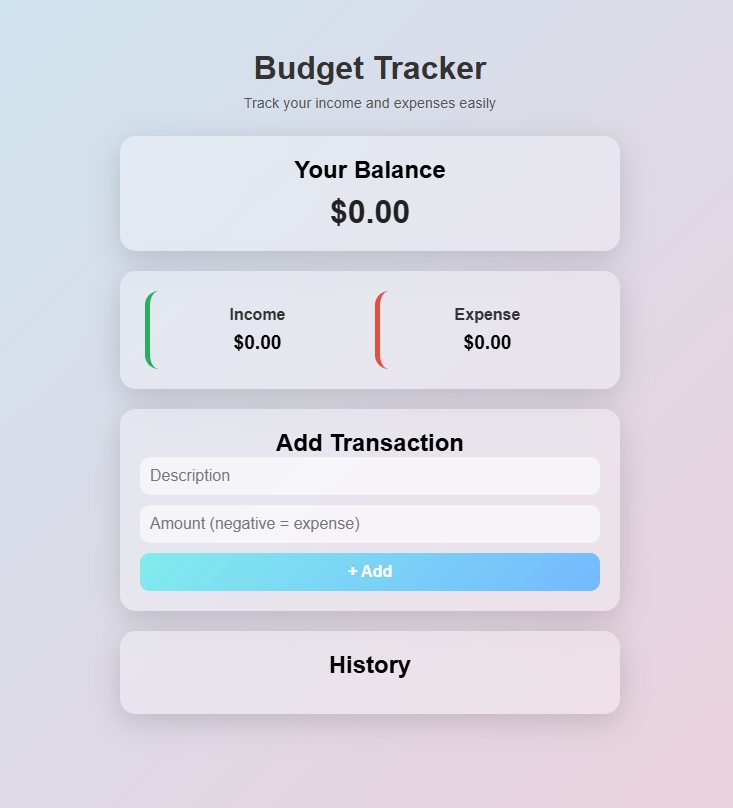 Budget Tracker
Track your income and expenses easily
Your Balance
$0.00
Income
Expense
$0.00
$0.00
Add Transaction
Description
Amount (negative = expense)
+ Add
History